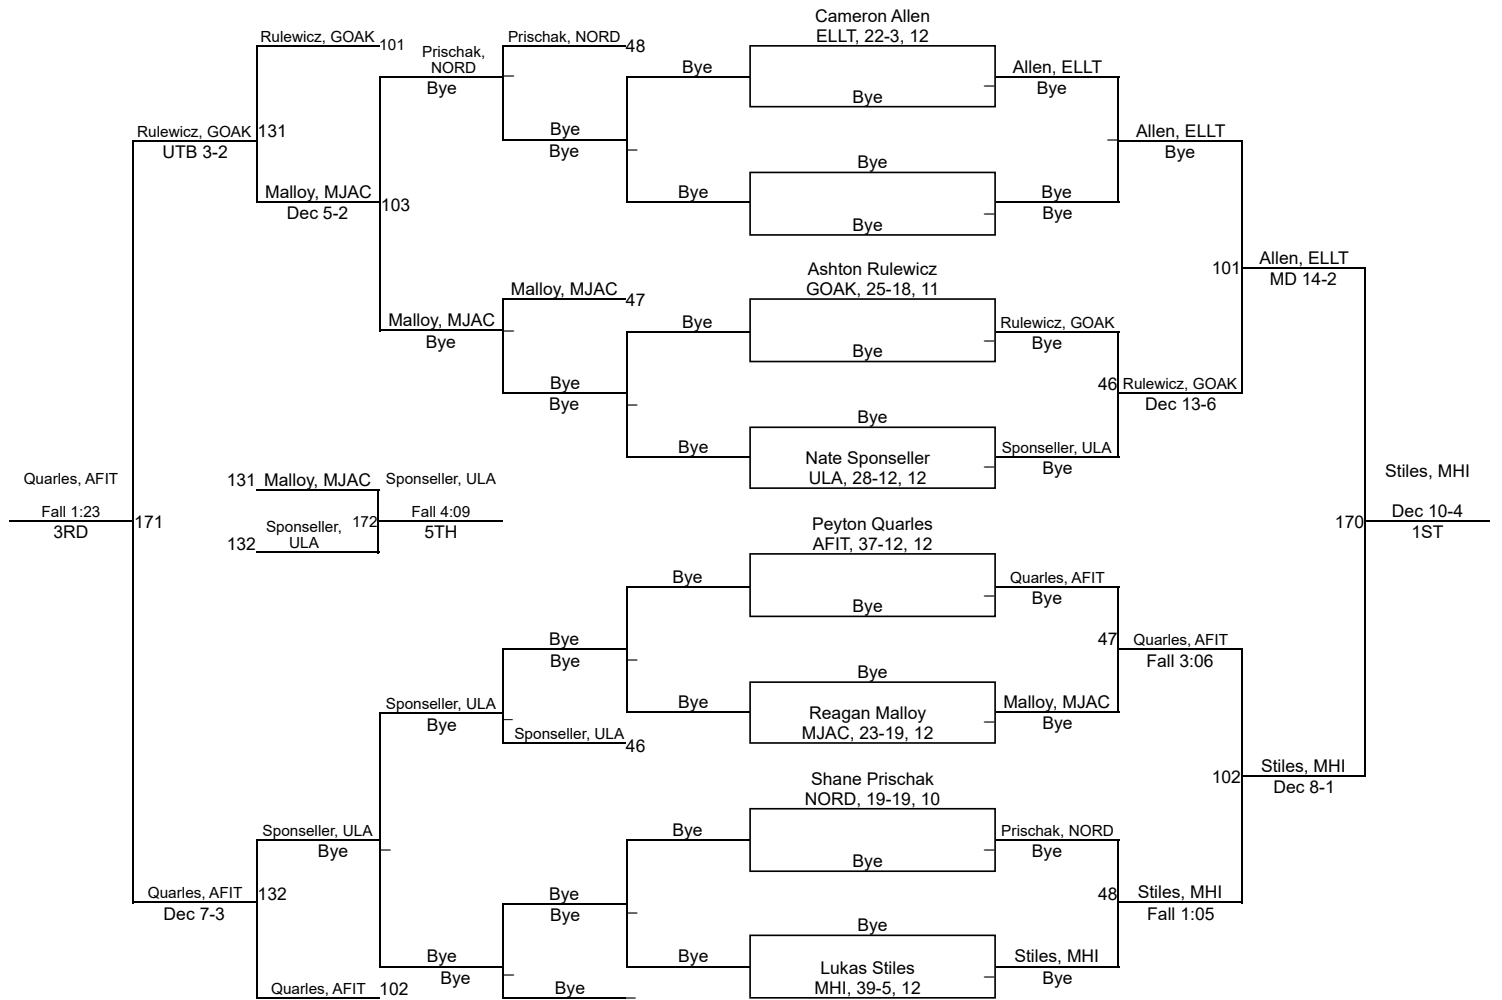 Cameron Allen
ELLT, 22-3, 12
Rulewicz, GOAK
101
Prischak,
NORD
Bye
Prischak, NORD
48
Bye
Bye
Allen, ELLT
Bye
Rulewicz, GOAK
131
UTB 3-2
Bye
Bye
Allen, ELLT
Bye
Malloy, MJAC
Dec 5-2
103
Bye
Bye
Bye
Bye
Bye
Ashton Rulewicz
GOAK, 25-18, 11
101
Allen, ELLT
MD 14-2
Malloy, MJAC
47
Malloy, MJAC
Bye
Bye
Bye
Rulewicz, GOAK
Bye
Bye
Bye
46
Rulewicz, GOAK
Dec 13-6
Bye
Bye
Nate Sponseller
ULA, 28-12, 12
Sponseller, ULA
Bye
Quarles, AFIT
Fall 1:23
3RD
171
131
Malloy, MJAC
Sponseller, ULA
132
Sponseller,
ULA
172
Fall 4:09
5TH
Stiles, MHI
170
Dec 10-4
1ST
Peyton Quarles
AFIT, 37-12, 12
Bye
Bye
Quarles, AFIT
Bye
Bye
Bye
47
Quarles, AFIT
Fall 3:06
Sponseller, ULA
Bye
Sponseller, ULA
46
Bye
Bye
Reagan Malloy
MJAC, 23-19, 12
Malloy, MJAC
Bye
Shane Prischak
NORD, 19-19, 10
102
Stiles, MHI
Dec 8-1
Sponseller, ULA
Bye
Bye
Bye
Prischak, NORD
Bye
Quarles, AFIT
132
Dec 7-3
Bye
Bye
48
Stiles, MHI
Fall 1:05
Bye
Bye
Bye
Bye
Lukas Stiles
MHI, 39-5, 12
Stiles, MHI
Bye
Quarles, AFIT
102
Bye